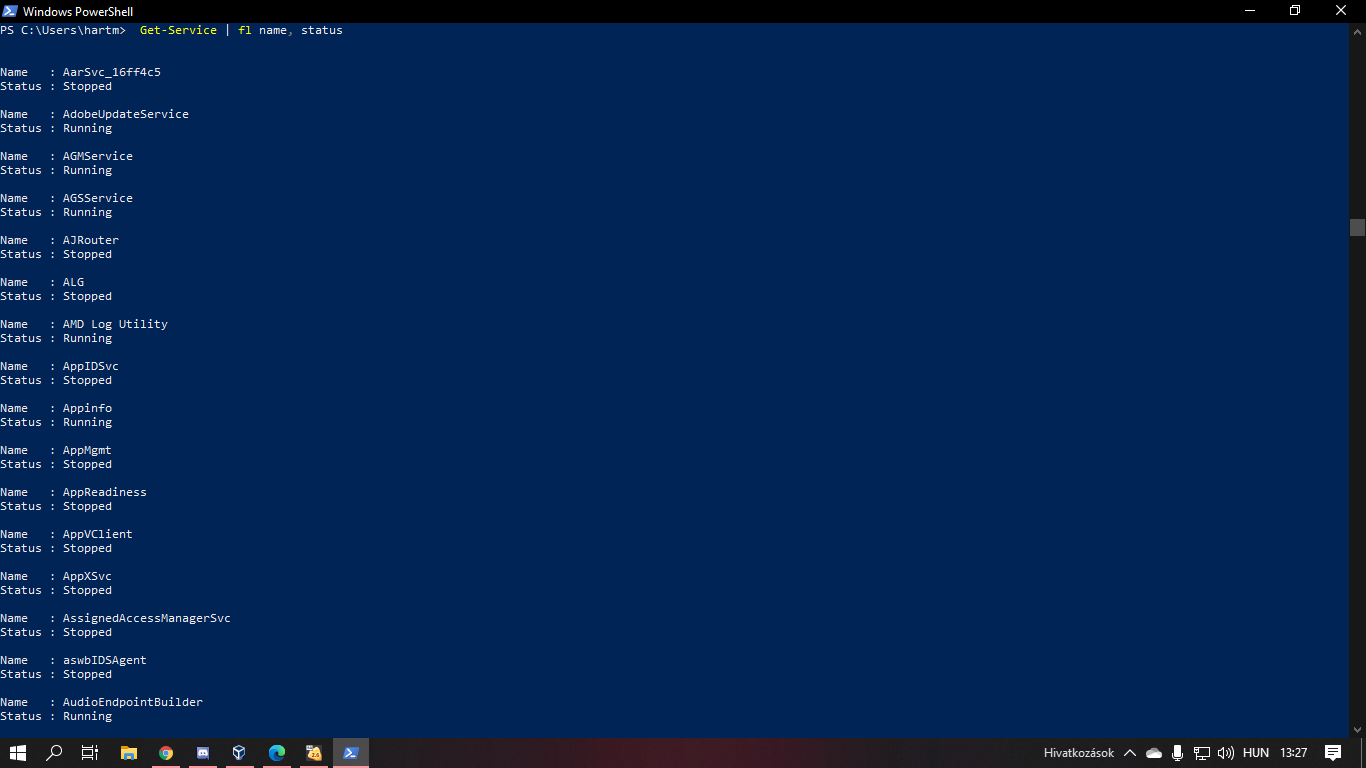 Windows PowerShell
PS C:\Users\hartm>  Get-Service | fl name, status
Name   : AarSvc_16ff4c5
Status : Stopped
Name   : AdobeUpdateService
Status : Running
Name   : AGMService
Status : Running
Name   : AGSService
Status : Running
Name   : AJRouter
Status : Stopped
Name   : ALG
Status : Stopped
Name   : AMD Log Utility
Status : Running
Name   : AppIDSvc
Status : Stopped
Name   : Appinfo
Status : Running
Name   : AppMgmt
Status : Stopped
Name   : AppReadiness
Status : Stopped
Name   : AppVClient
Status : Stopped
Name   : AppXSvc
Status : Stopped
Name   : AssignedAccessManagerSvc
Status : Stopped
Name   : aswbIDSAgent
Status : Stopped
Name   : AudioEndpointBuilder
Status : Running
Hivatkozások HUN 13:27